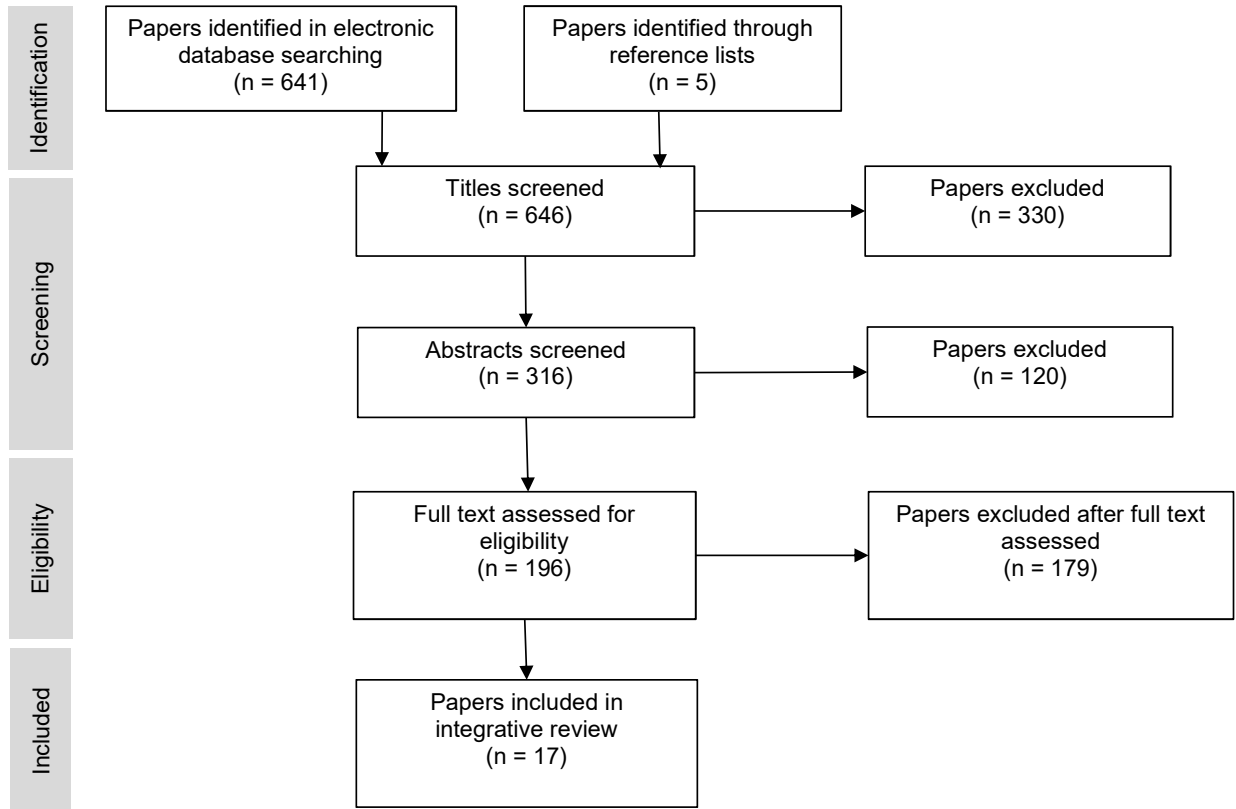 Identification
Papers identified in electronic
database searching
(n = 641)
Papers identified through
reference lists
(n = 5)
Screening
Titles screened
(n = 646)
Papers excluded
(n = 330)
Abstracts screened
(n = 316)
Papers excluded
(n = 120)
Eligibility
Full text assessed for
eligibility
(n = 196)
Papers excluded after full text
assessed
(n = 179)
Included
Papers included in
integrative review
(n = 17)